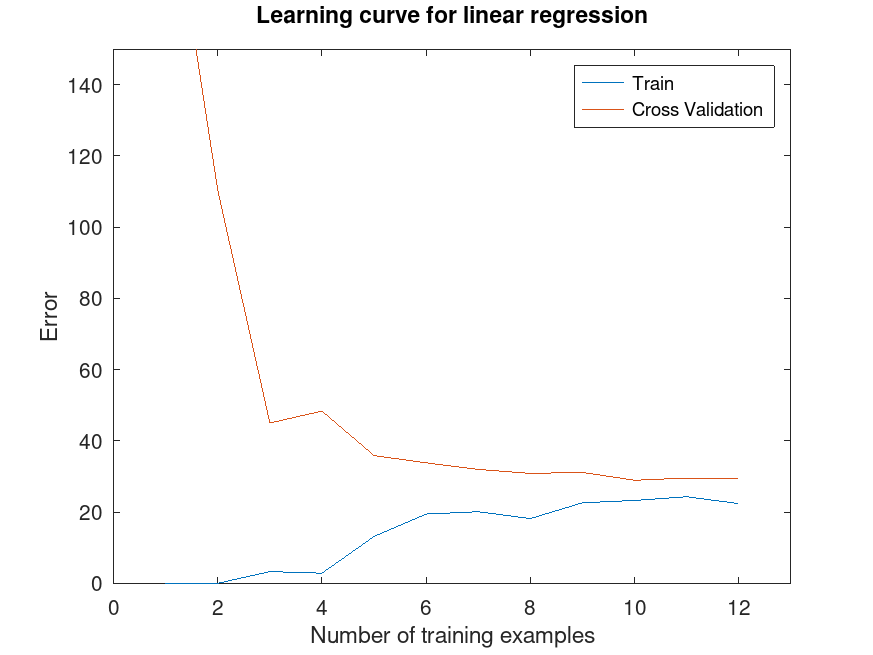 Learning curve for linear regression
Train
Cross Validation
140
120
100
80
60
40
20
0
Error
0 2 4 6 8 10 12
Number of training examples